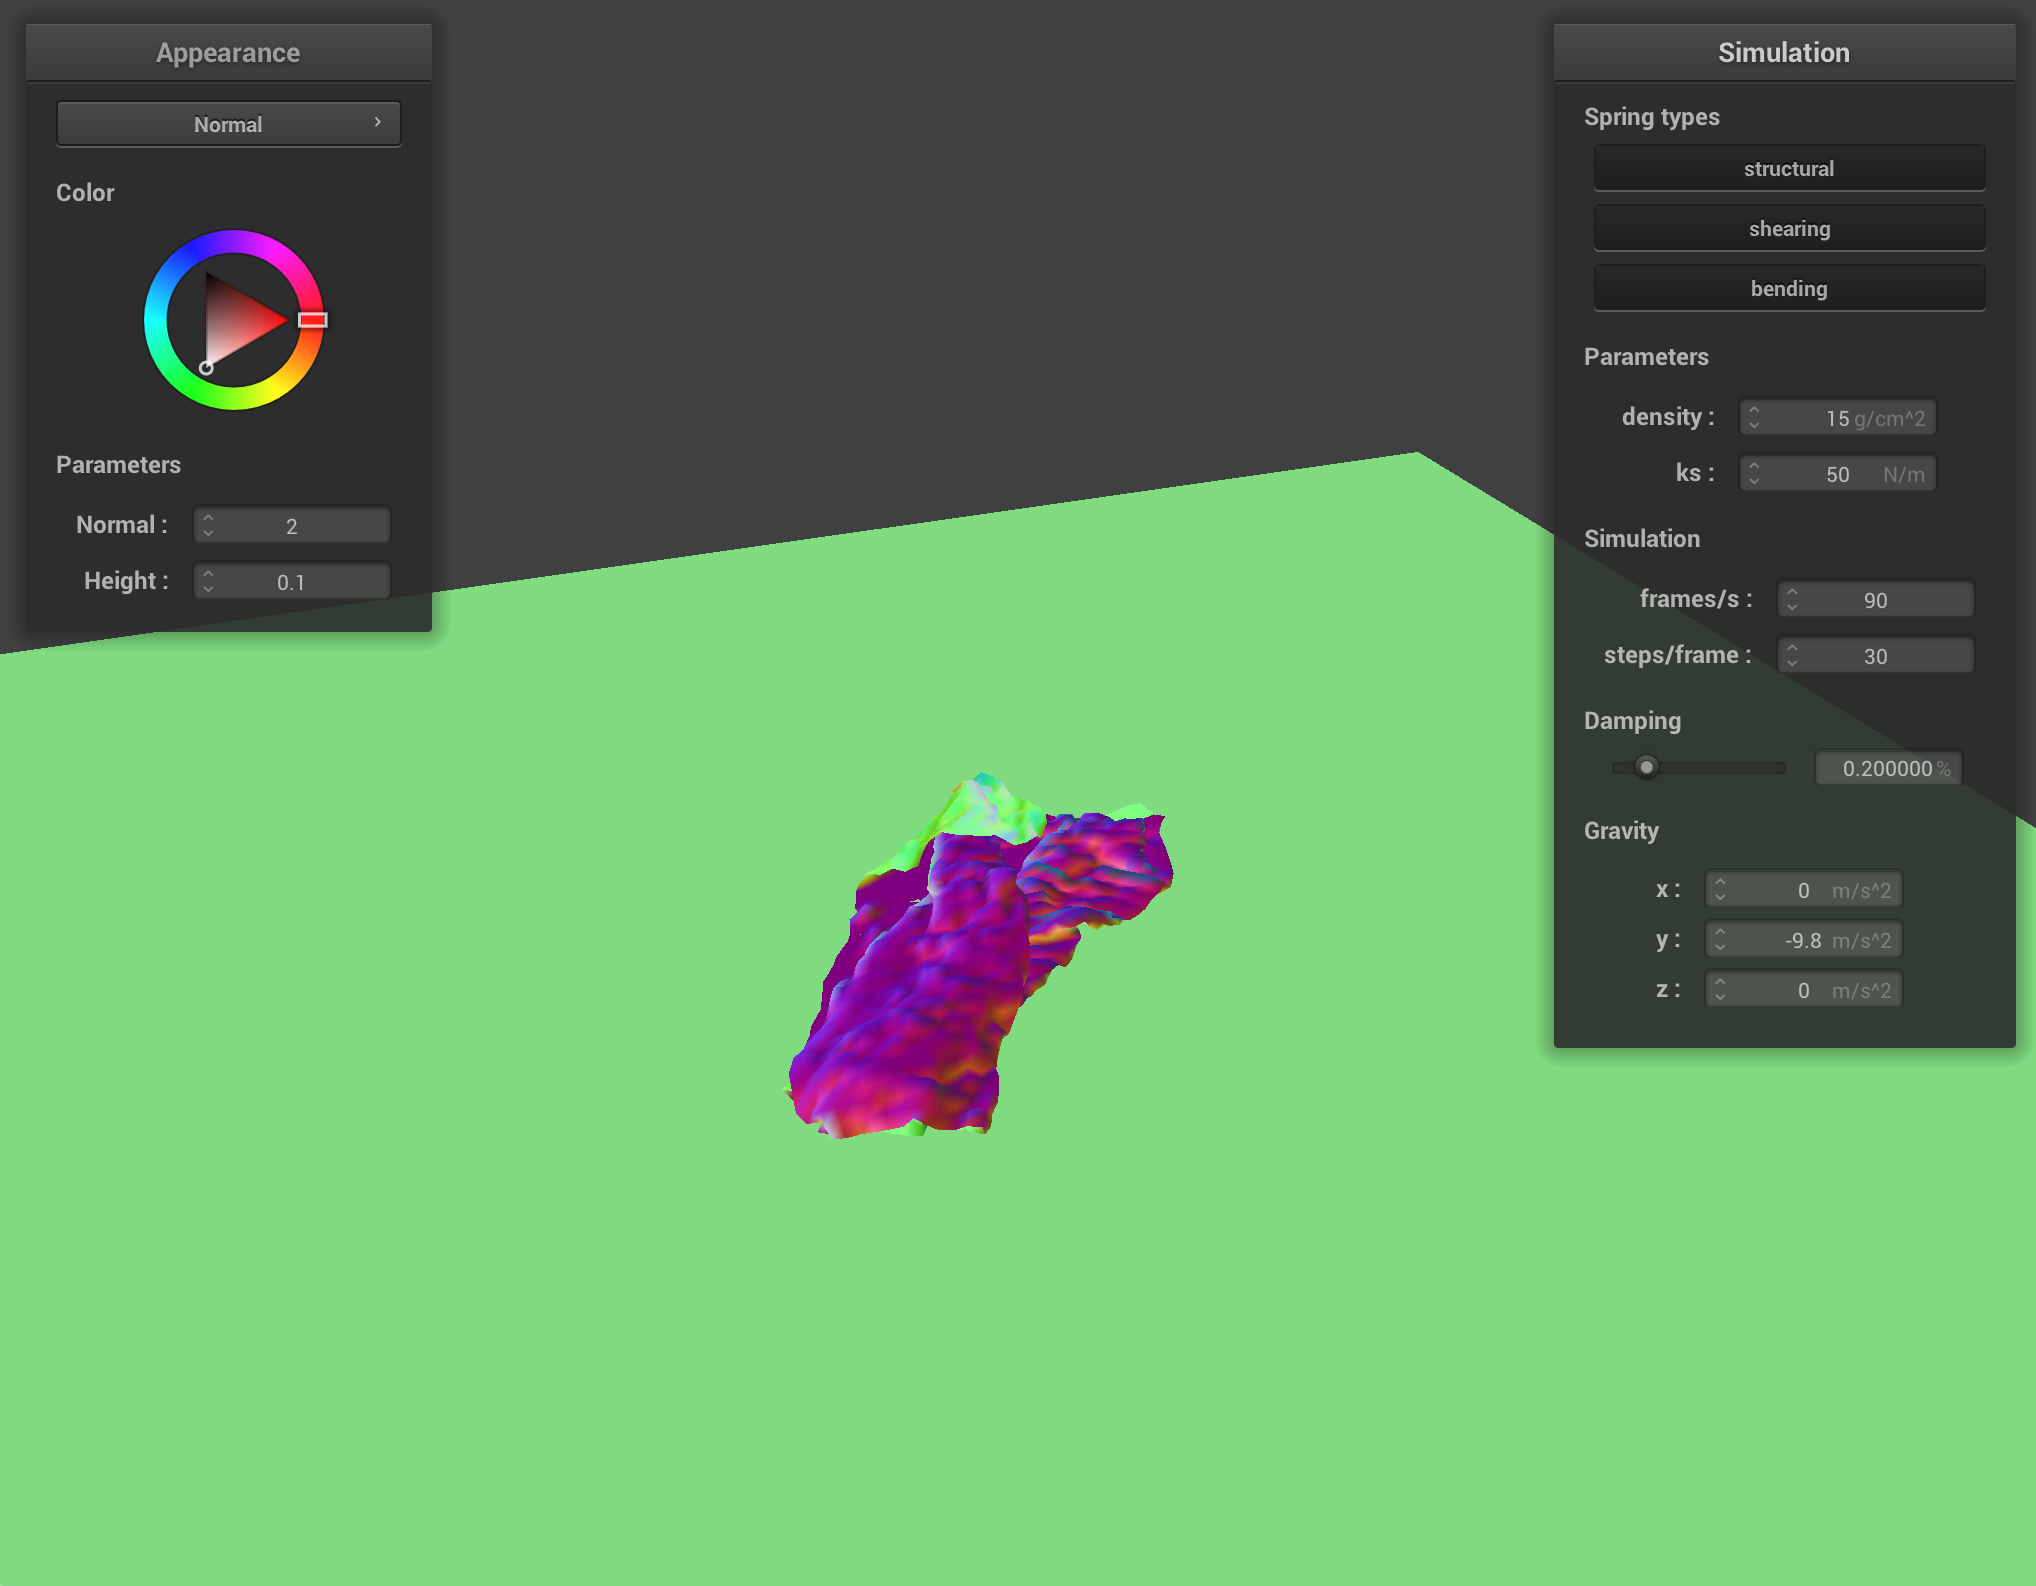 Appearance
Normal
Color
Parameters
Normal :
2
Height :
0.1
Simulation
Spring types
structural
shearing
bending
Parameters
density :
15 g/cm^2
ks :
50 N/m
Simulation
frames/s :
90
steps/frame :
30
Damping
0.200000 %
Gravity
x :
0 m/s^2
y :
-9.8 m/s^2
z :
0 m/s^2